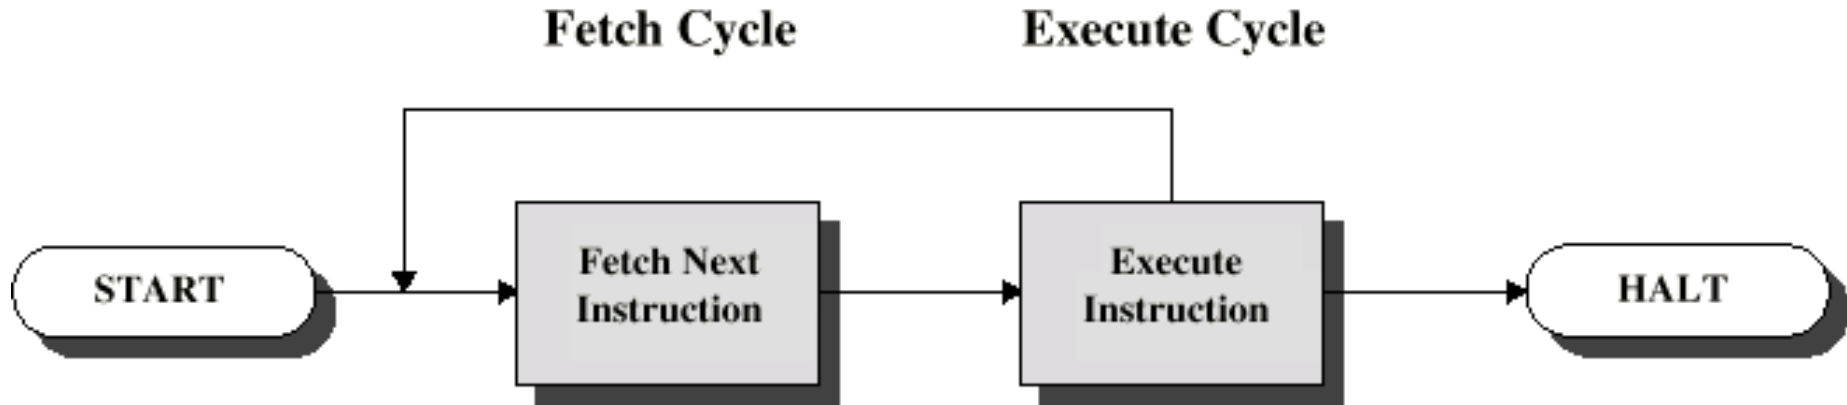 Fetch Cycle
Execute Cycle
START
Fetch Next
Instruction
Execute
Instruction
HALT